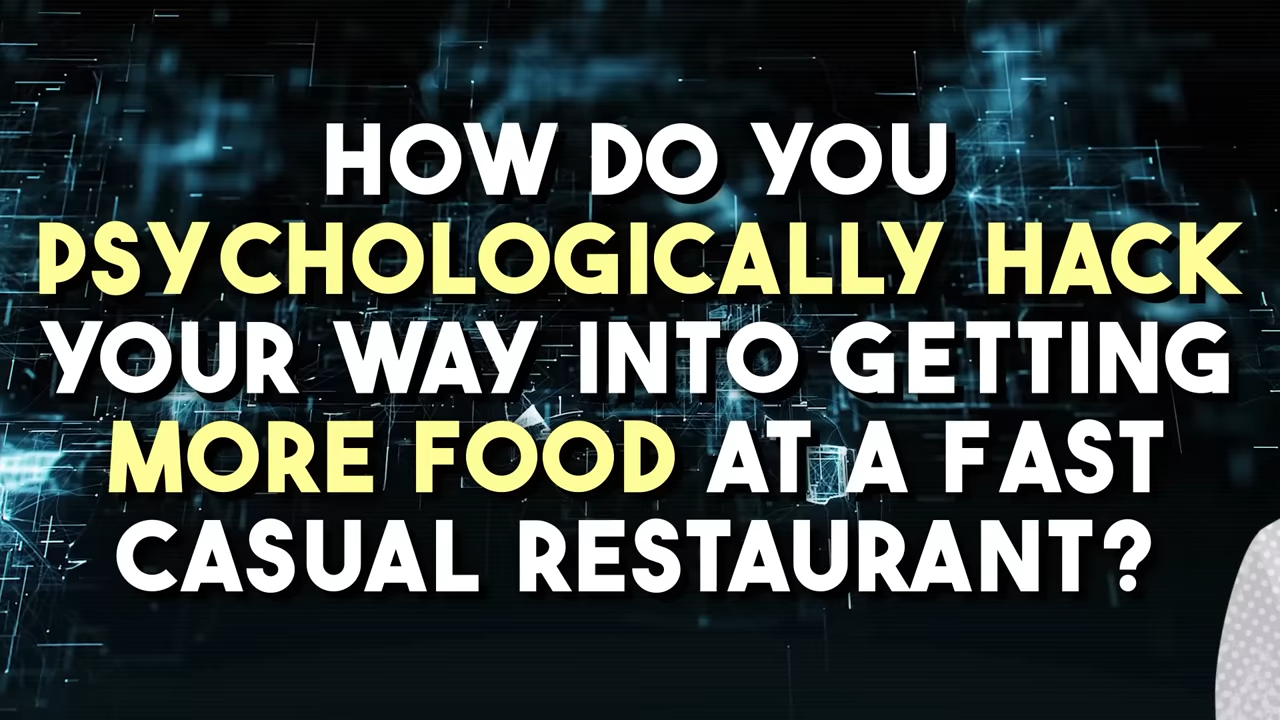 HOW DO YOU
PSYCHOLOGICALLY HACK
YOUR WAY INTO GETTING
MORE FOOD AT A FAST
CASUAL RESTAURANT?